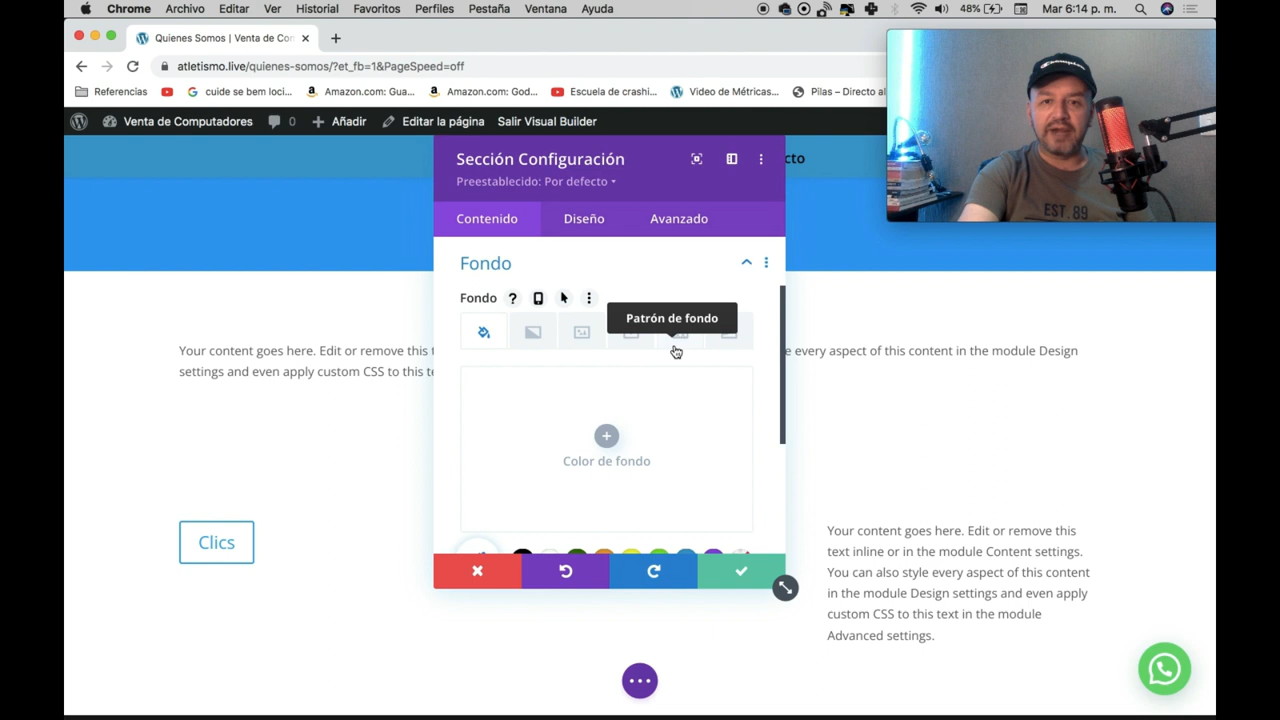 Chrome Archivo Editar Ver Historial Favoritos Perfiles Pestaña Ventana Ayuda 48% Mar 6:14 p. m.
Quienes Somos | Venta de Con
atletismo.live/quienes-somos/?et_fb=1&PageSpeed=off
Referencias cuide se bem loci... Amazon.com: Gua... Amazon.com: God... Escuela de crashi... Video de Métricas... Pilas – Directo al
Venta de Computadores 0 Añadir Editar la página Salir Visual Builder
Sección Configuración
cto
Preestablecido: Por defecto
Contenido Diseño Avanzado
EST. 89
Fondo
Fondo ?
Patrón de fondo
Your content goes here. Edit or remove this t
e every aspect of this content in the module Design
settings and even apply custom CSS to this te
+
Color de fondo
Clics
Your content goes here. Edit or remove this
text inline or in the module Content settings.
You can also style every aspect of this content
in the module Design settings and even apply
custom CSS to this text in the module
Advanced settings.